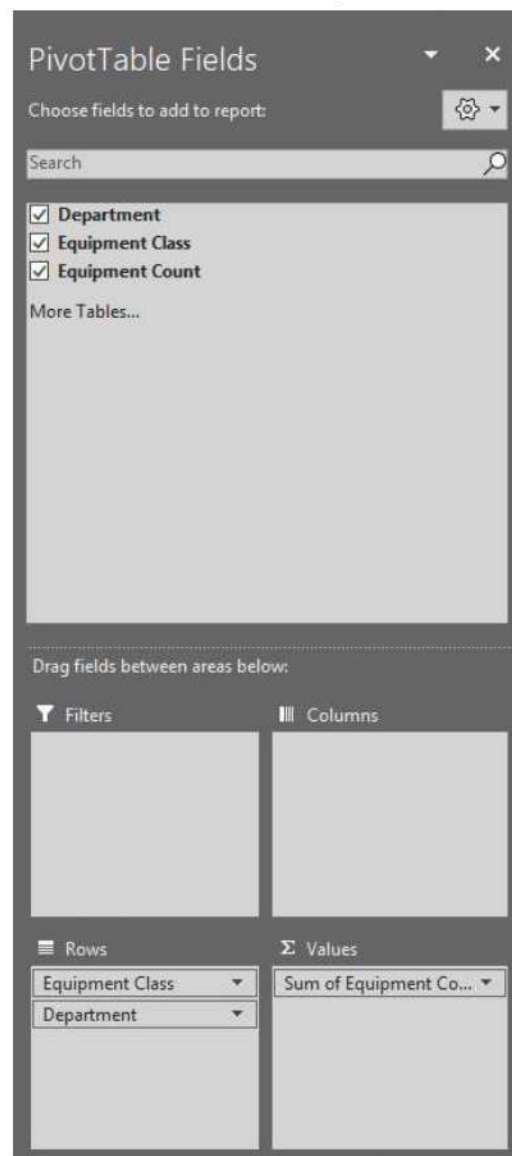 PivotTable Fields
Choose fields to add to report:
Search
Department
Equipment Class
Equipment Count
More Tables...
Drag fields between areas below:
Filters
Columns
Rows
Σ Values
Equipment Class
Sum of Equipment Co...
Department